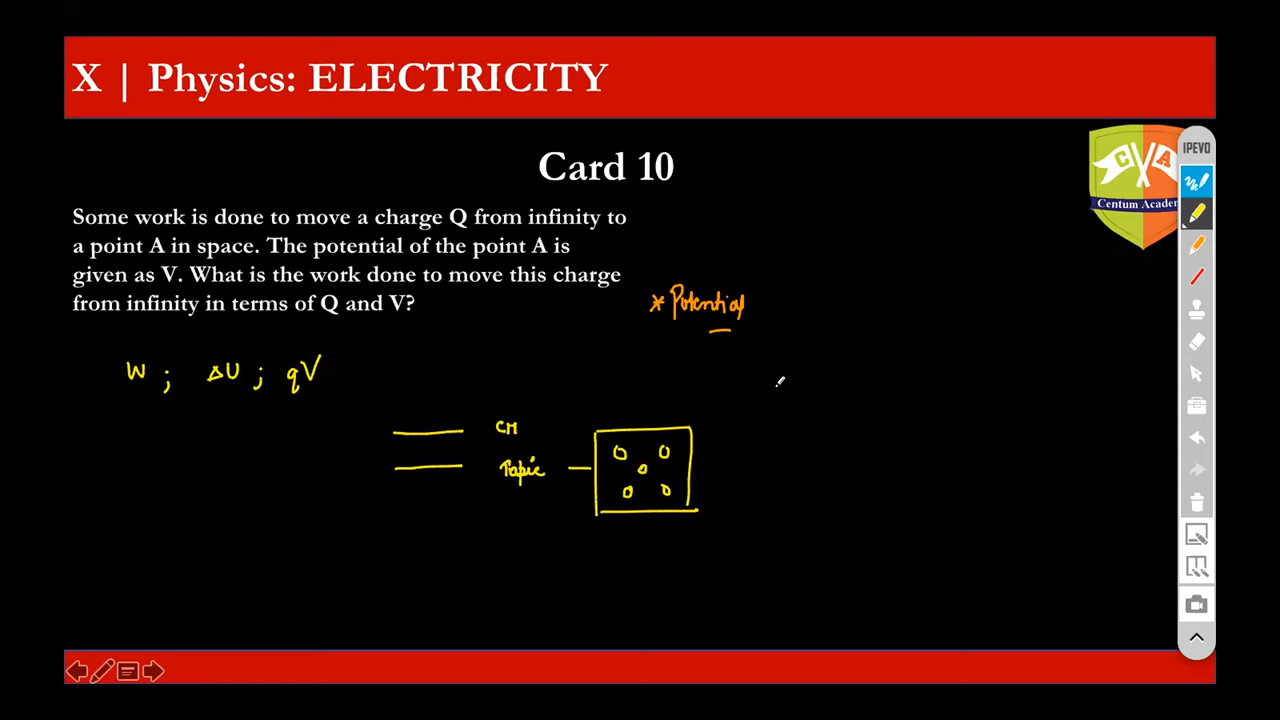 X | Physics: ELECTRICITY
IPEVO
Card 10
C A
Centum Academ
Some work is done to move a charge Q from infinity to
a point A in space. The potential of the point A is
given as V. What is the work done to move this charge
from infinity in terms of Q and V?
* Potential
W ; ΔU ; qV
CH
Topic